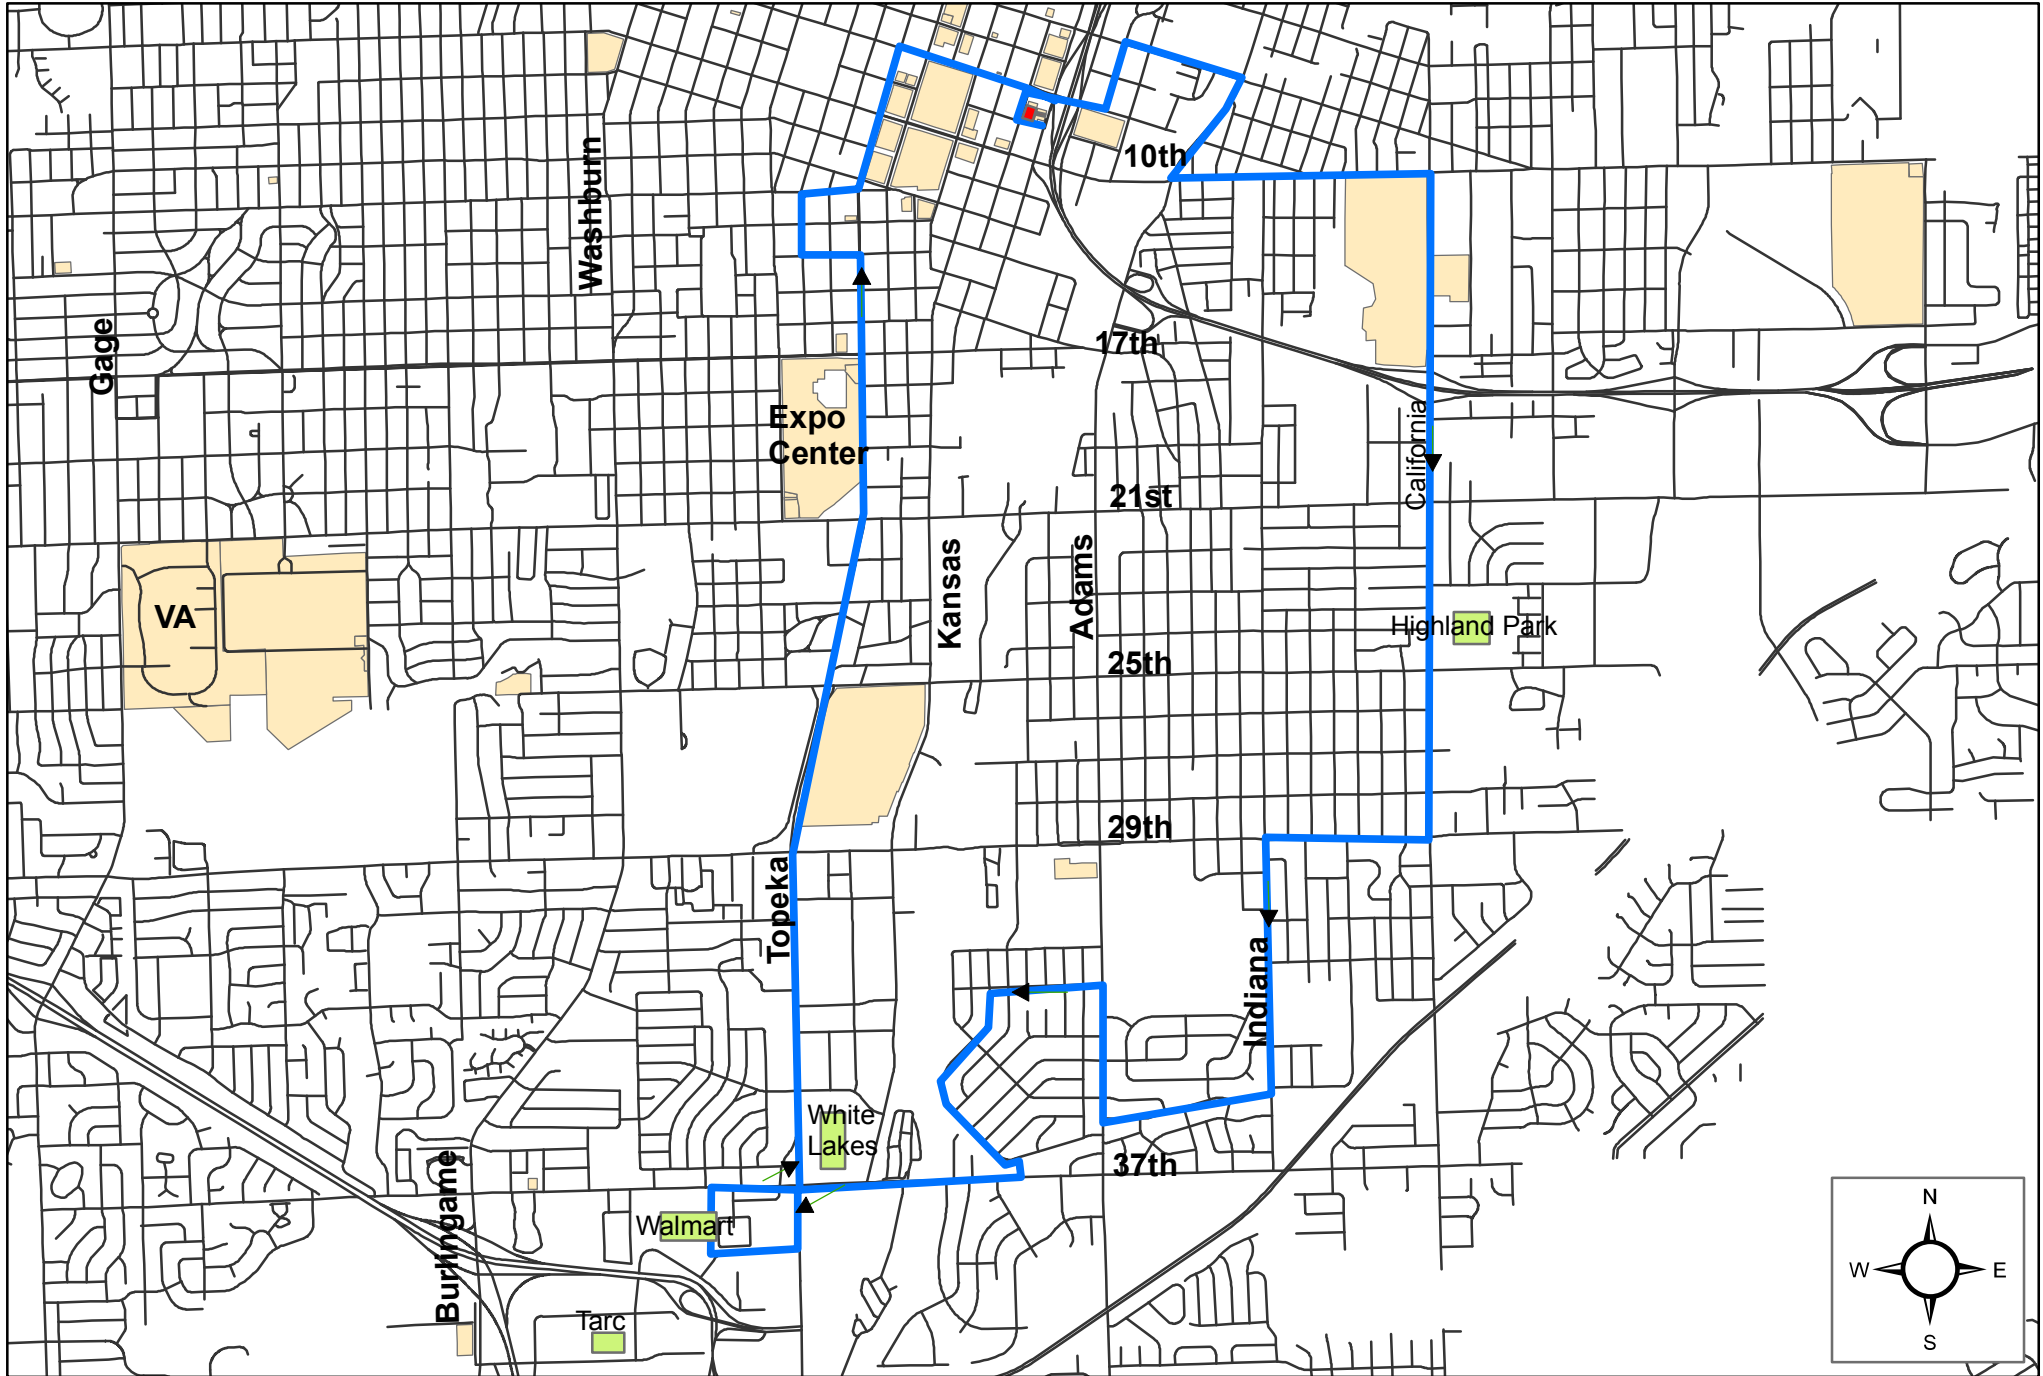 10th
Washburn
17th
Gage
Expo
Center
California
21st
Kansas
Adams
VA
Highland Park
25th
29th
Topeka
Indiana
White
Lakes
37th
Burlingame
Walmart
Tarc
N
W
E
S